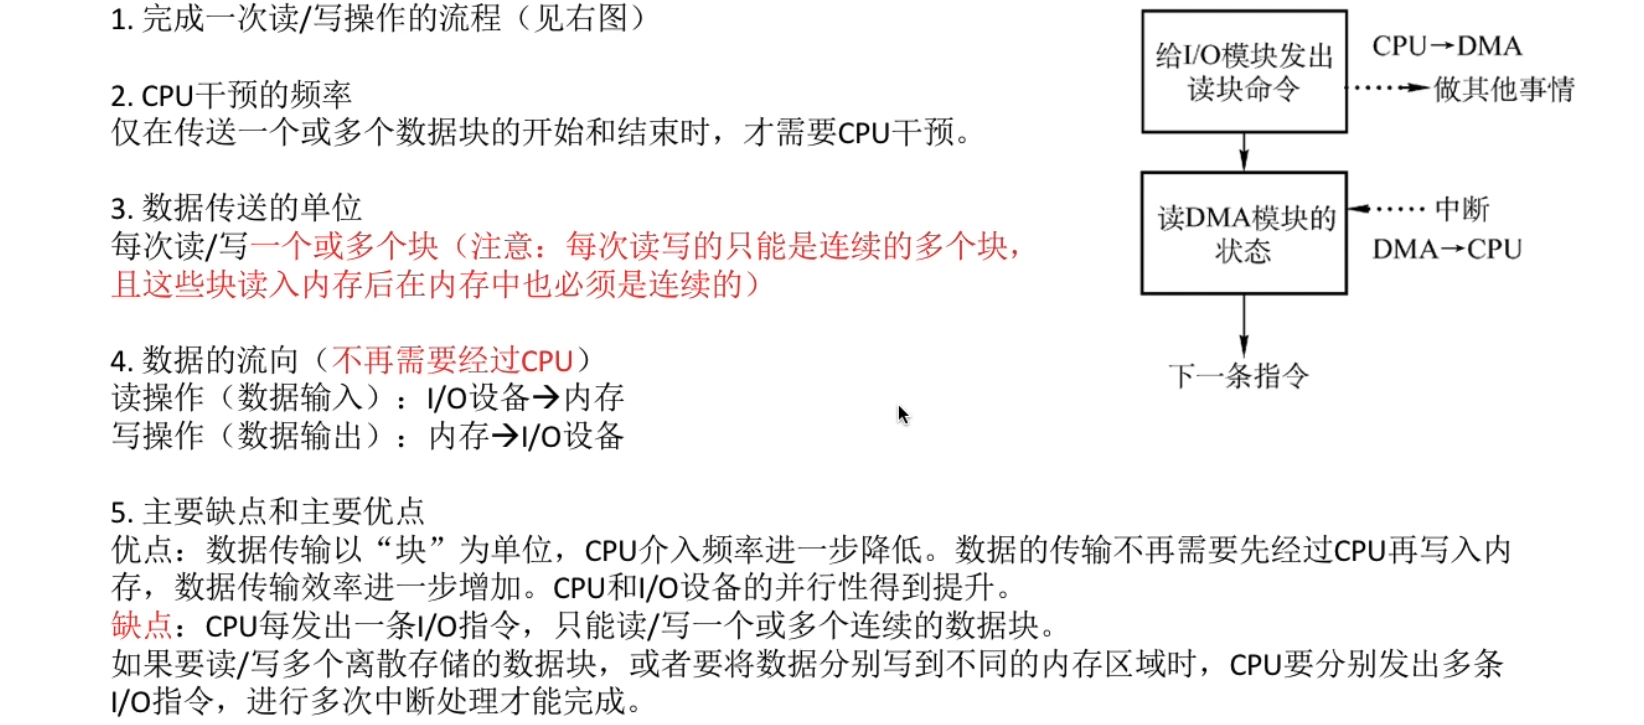 1. 完成一次读/写操作的流程（见右图）
2. CPU干预的频率
仅在传送一个或多个数据块的开始和结束时，才需要CPU干预。
3. 数据传送的单位
每次读/写一个或多个块（注意：每次读写的只能是连续的多个块，
且这些块读入内存后在内存中也必须是连续的）
4. 数据的流向（不再需要经过CPU）
读操作（数据输入）：I/O设备→内存
写操作（数据输出）：内存→I/O设备
5. 主要缺点和主要优点
优点：数据传输以“块”为单位，CPU介入频率进一步降低。数据的传输不再需要先经过CPU再写入内
存，数据传输效率进一步增加。CPU和I/O设备的并行性得到提升。
缺点：CPU每发出一条I/O指令，只能读/写一个或多个连续的数据块。
如果要读/写多个离散存储的数据块，或者要将数据分别写到不同的内存区域时，CPU要分别发出多条
I/O指令，进行多次中断处理才能完成。
给I/O模块发出
读块命令
CPU→DMA
做其他事情
读DMA模块的
状态
中断
DMA→CPU
下一条指令